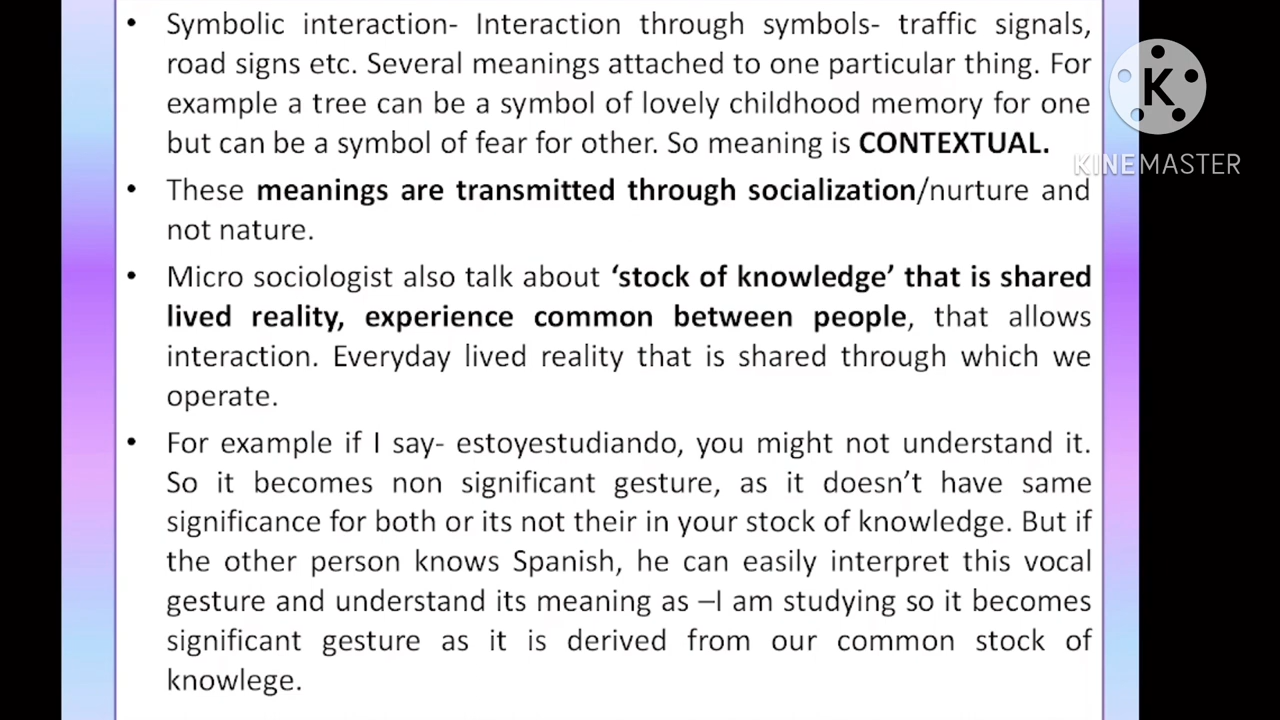 • Symbolic interaction- Interaction through symbols- traffic signals,
road signs etc. Several meanings attached to one particular thing. For
example a tree can be a symbol of lovely childhood memory for one
but can be a symbol of fear for other. So meaning is CONTEXTUAL.
• These meanings are transmitted through socialization/nurture and
not nature.
• Micro sociologist also talk about ‘stock of knowledge’ that is shared
lived reality, experience common between people, that allows
interaction. Everyday lived reality that is shared through which we
operate.
• For example if I say- estoyestudiando, you might not understand it.
So it becomes non significant gesture, as it doesn’t have same
significance for both or its not their in your stock of knowledge. But if
the other person knows Spanish, he can easily interpret this vocal
gesture and understand its meaning as –I am studying so it becomes
significant gesture as it is derived from our common stock of
knowlege.
K
KINEMASTER